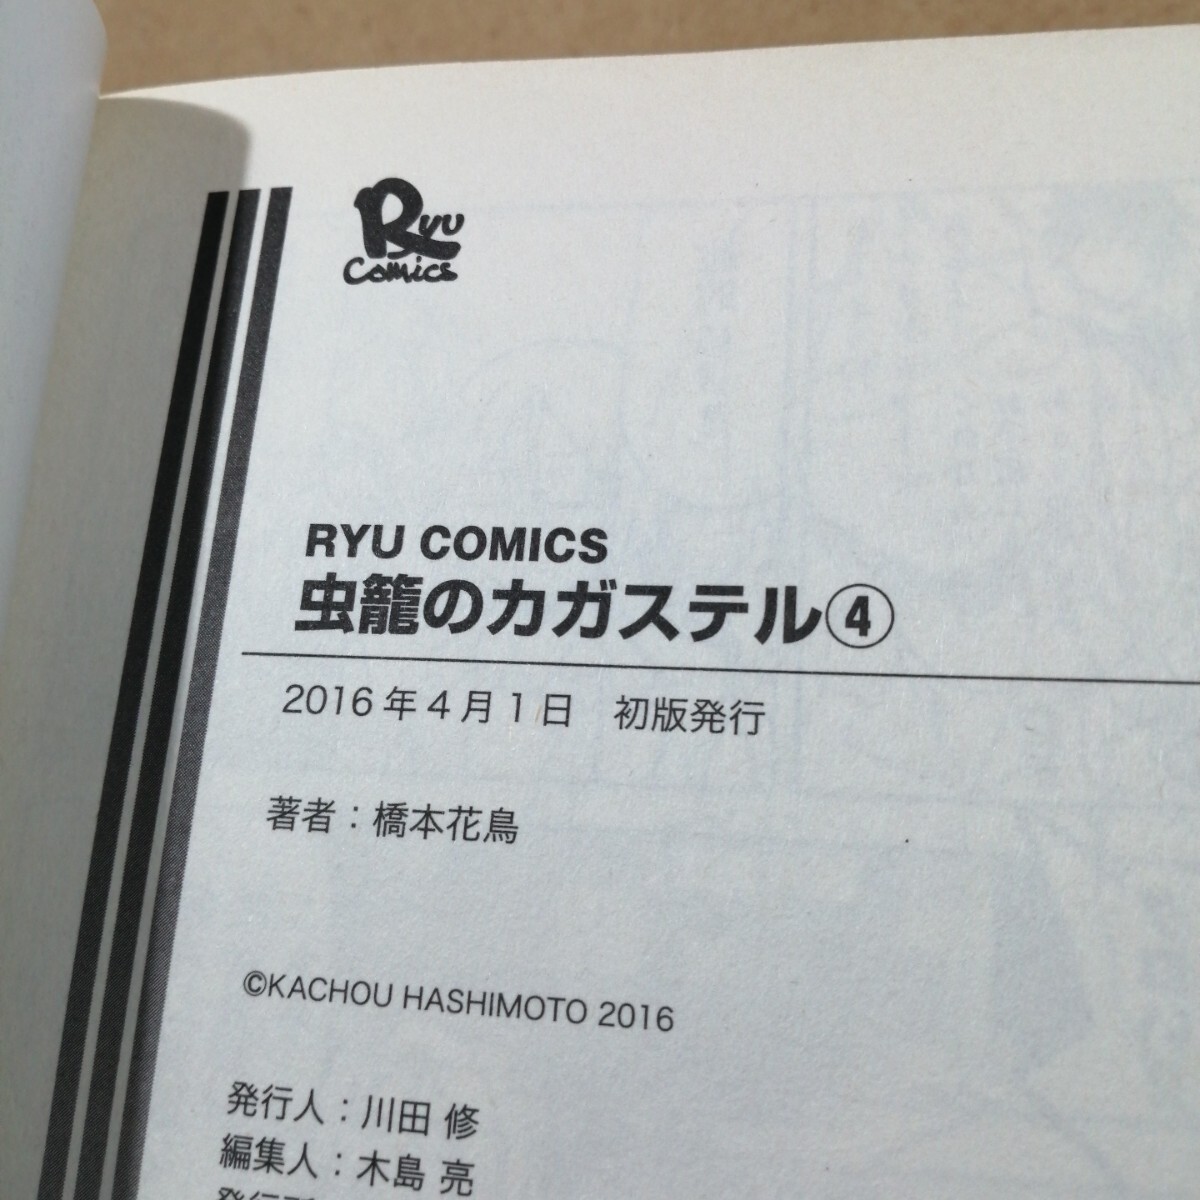 Ryu
Comics
RYU COMICS
虫籠のカガステル④
2016年4月1日　初版発行
著者：橋本花鳥
©KACHOU HASHIMOTO 2016
発行人：川田 修
編集人：木島 亮